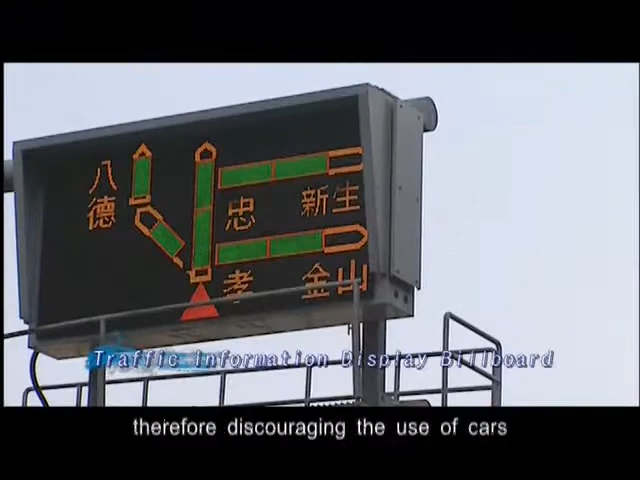 八德
忠孝
新生
金山
Traffic Information Display Billboard
therefore discouraging the use of cars